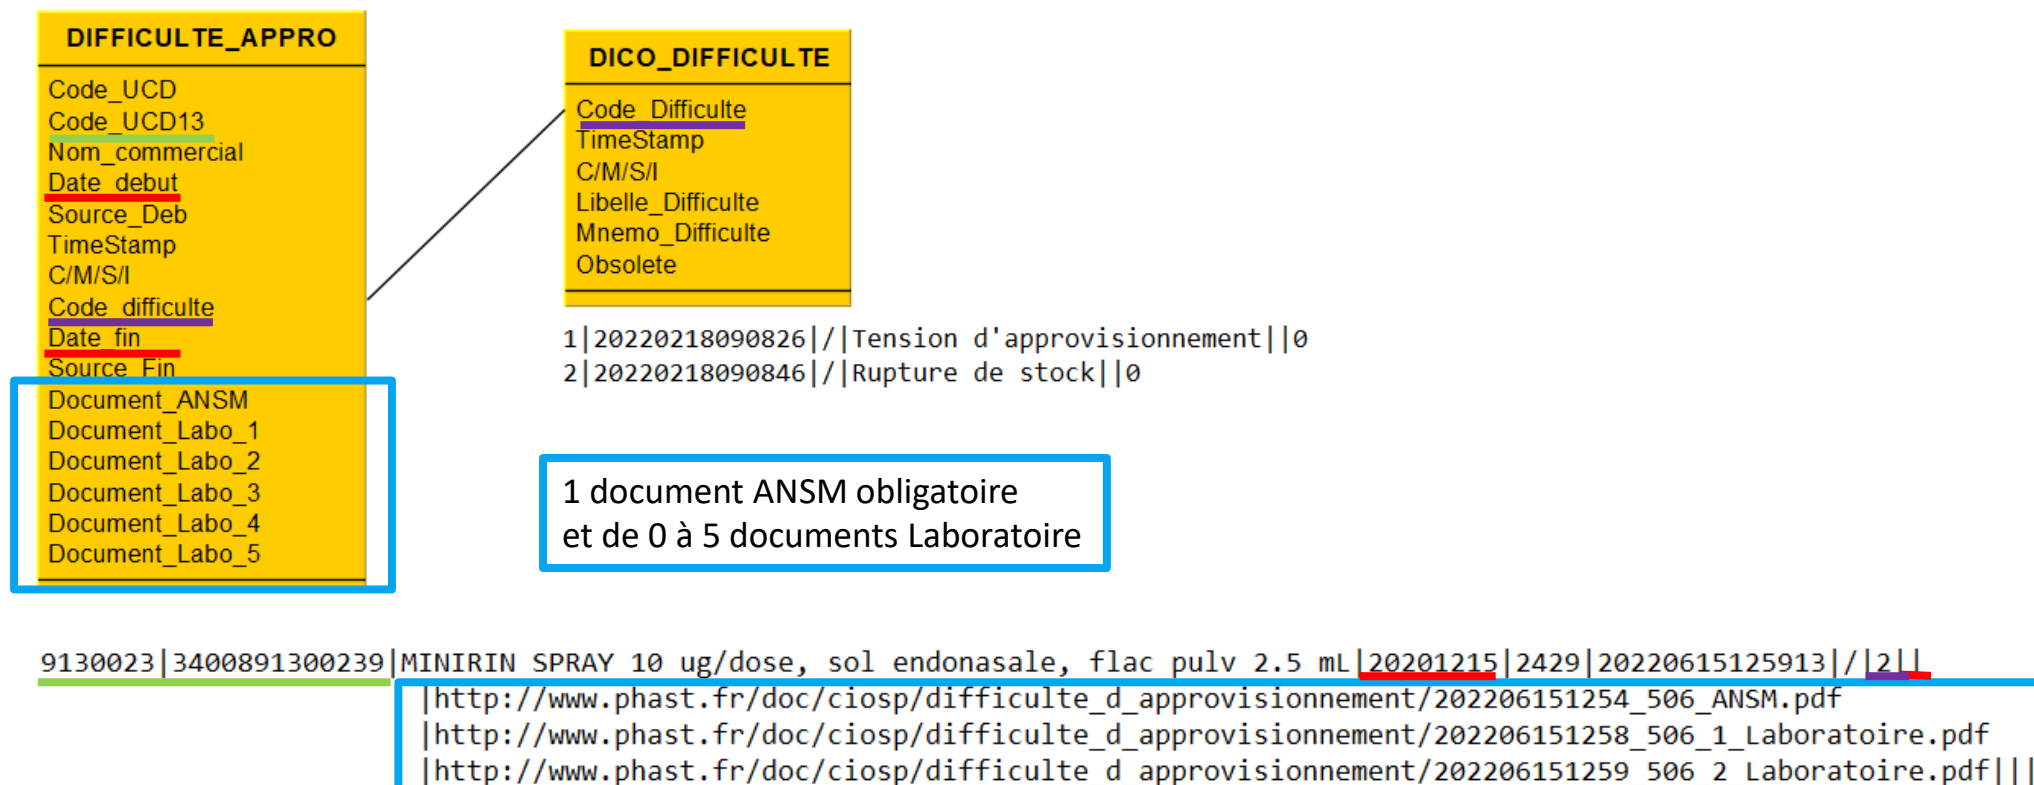 DIFFICULTE_APPRO
Code_UCD
Code_UCD13
Nom_commercial
Date_debut
Source_Deb
TimeStamp
C/M/S/I
Code_difficulte
Date_fin
Source_Fin
Document_ANSM
Document_Labo_1
Document_Labo_2
Document_Labo_3
Document_Labo_4
Document_Labo_5
DICO_DIFFICULTE
Code_Difficulte
TimeStamp
C/M/S/I
Libelle_Difficulte
Mnemo_Difficulte
Obsolete
1|20220218090826|/|Tension d'approvisionnement||0
2|20220218090846|/|Rupture de stock||0
1 document ANSM obligatoire
et de 0 à 5 documents Laboratoire
9130023|3400891300239|MINIRIN SPRAY 10 ug/dose, sol endonasale, flac pulv 2.5 mL|20201215|2429|20220615125913|/|2||
|http://www.phast.fr/doc/ciosp/difficulte_d_approvisionnement/202206151254_506_ANSM.pdf
|http://www.phast.fr/doc/ciosp/difficulte_d_approvisionnement/202206151258_506_1_Laboratoire.pdf
|http://www.phast.fr/doc/ciosp/difficulte_d_approvisionnement/202206151259_506_2_Laboratoire.pdf|||